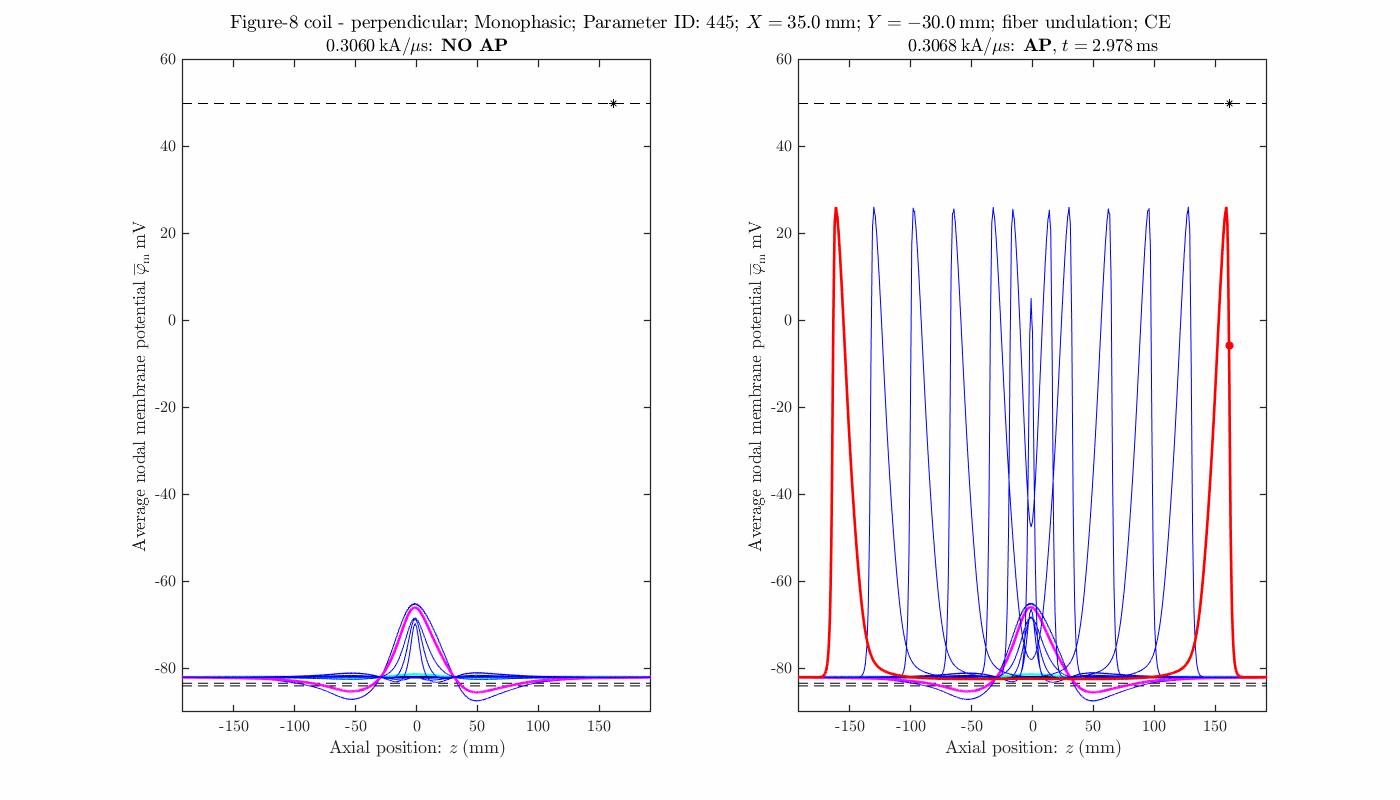 Figure-8 coil - perpendicular; Monophasic; Parameter ID: 445; X = 35.0 mm; Y = −30.0 mm; fiber undulation; CE
0.3060 kA/μs: NO AP
60
40
20
0
-20
-40
-60
-80
Average nodal membrane potential φ̅m mV
-150 -100 -50 0 50 100 150
Axial position: z (mm)
0.3068 kA/μs: AP, t = 2.978 ms
60
40
20
0
-20
-40
-60
-80
Average nodal membrane potential φ̅m mV
-150 -100 -50 0 50 100 150
Axial position: z (mm)